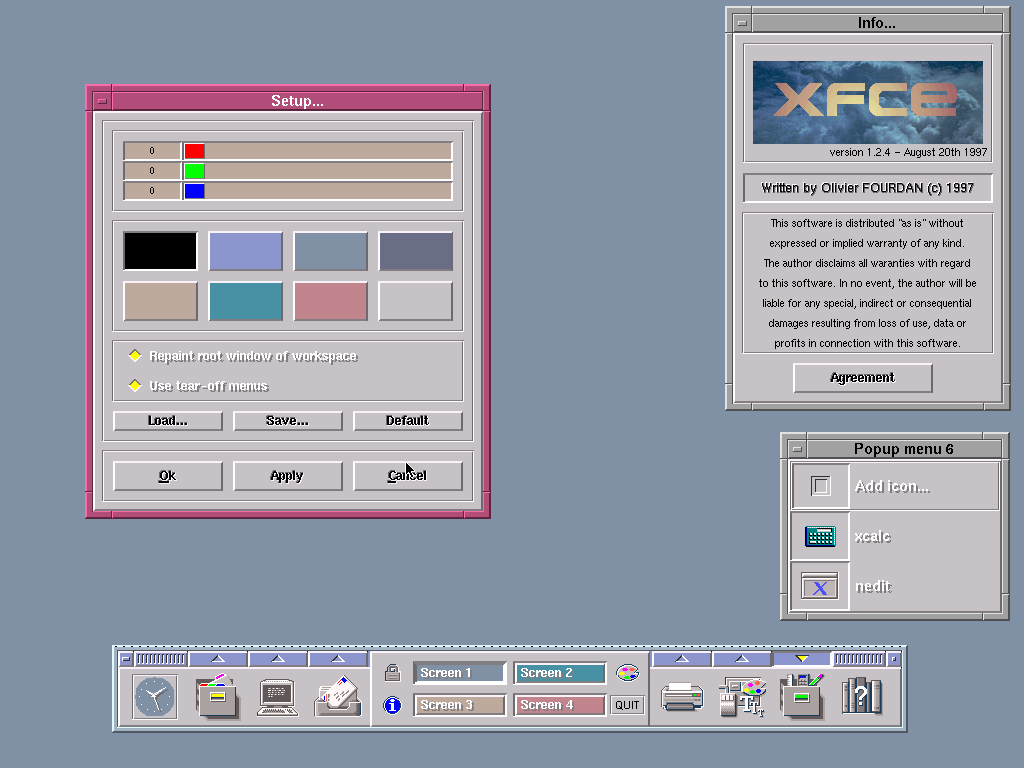 Setup...
0
0
0
Repaint root window of workspace
Use tear-off menus
Load... Save... Default
Ok Apply Cancel
Info...
XFCE
version 1.2.4 - August 20th 1997
Written by Olivier FOURDAN (c) 1997
This software is distributed "as is" without
expressed or implied warranty of any kind.
The author disclaims all waranties with regard
to this software. In no event, the author will be
liable for any special, indirect or consequential
damages resulting from loss of use, data or
profits in connection with this software.
Agreement
Popup menu 6
Add icon...
xcalc
X nedit
Screen 1 Screen 2
i Screen 3 Screen 4 QUIT
?